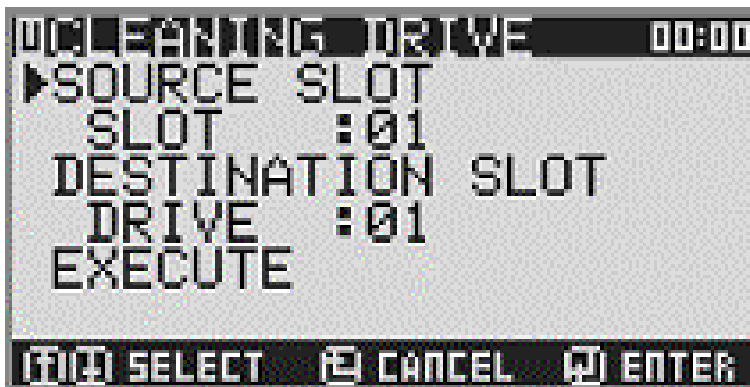 CLEANING DRIVE 00:00
▶SOURCE SLOT
SLOT :01
DESTINATION SLOT
DRIVE :01
EXECUTE
[↑][↓] SELECT CANCEL ENTER